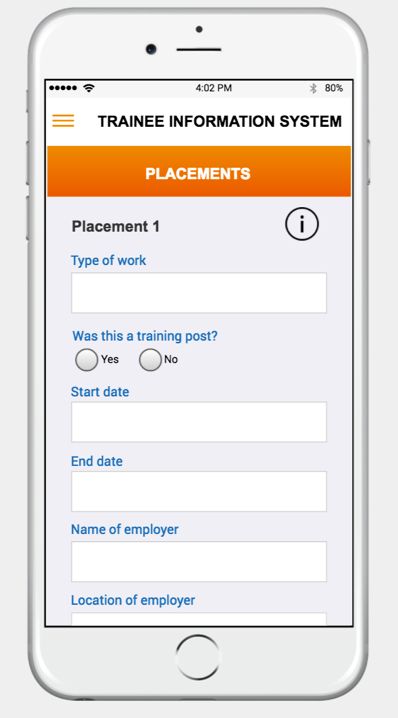 4:02 PM 80%
TRAINEE INFORMATION SYSTEM
PLACEMENTS
Placement 1
i
Type of work
Was this a training post?
Yes No
Start date
End date
Name of employer
Location of employer